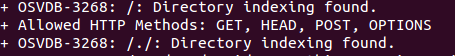 + OSVDB-3268: /: Directory indexing found.
+ Allowed HTTP Methods: GET, HEAD, POST, OPTIONS
+ OSVDB-3268: /./: Directory indexing found.